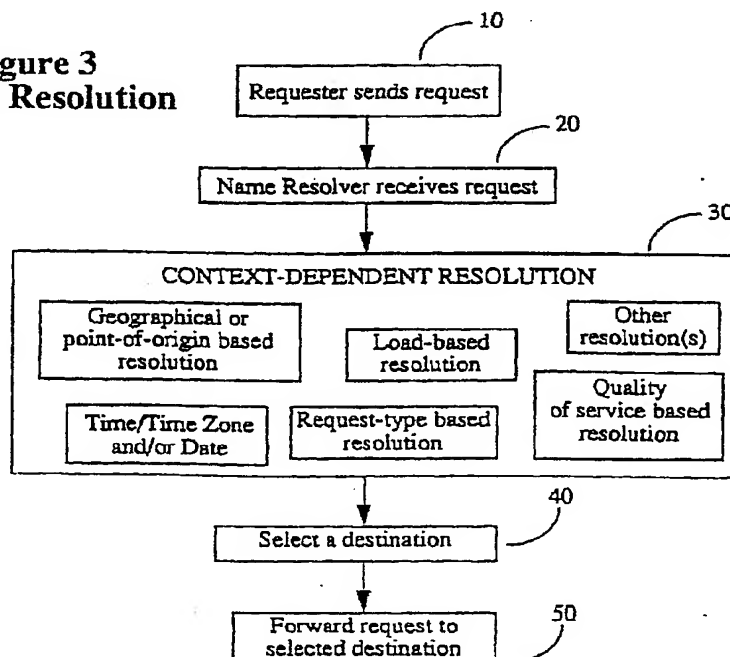 gure 3
Resolution
10
Requester sends request
20
Name Resolver receives request
30
CONTEXT-DEPENDENT RESOLUTION
Geographical or
point-of-origin based
resolution
Load-based
resolution
Other
resolution(s)
Time/Time Zone
and/or Date
Request-type based
resolution
Quality
of service based
resolution
40
Select a destination
50
Forward request to
selected destination